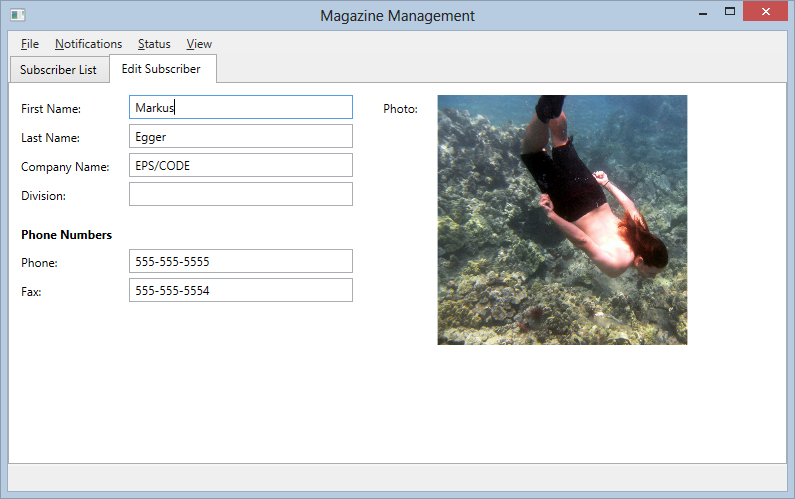 Magazine Management
File Notifications Status View
Subscriber List Edit Subscriber
First Name: Markus Photo:
Last Name: Egger
Company Name: EPS/CODE
Division:
Phone Numbers
Phone: 555-555-5555
Fax: 555-555-5554